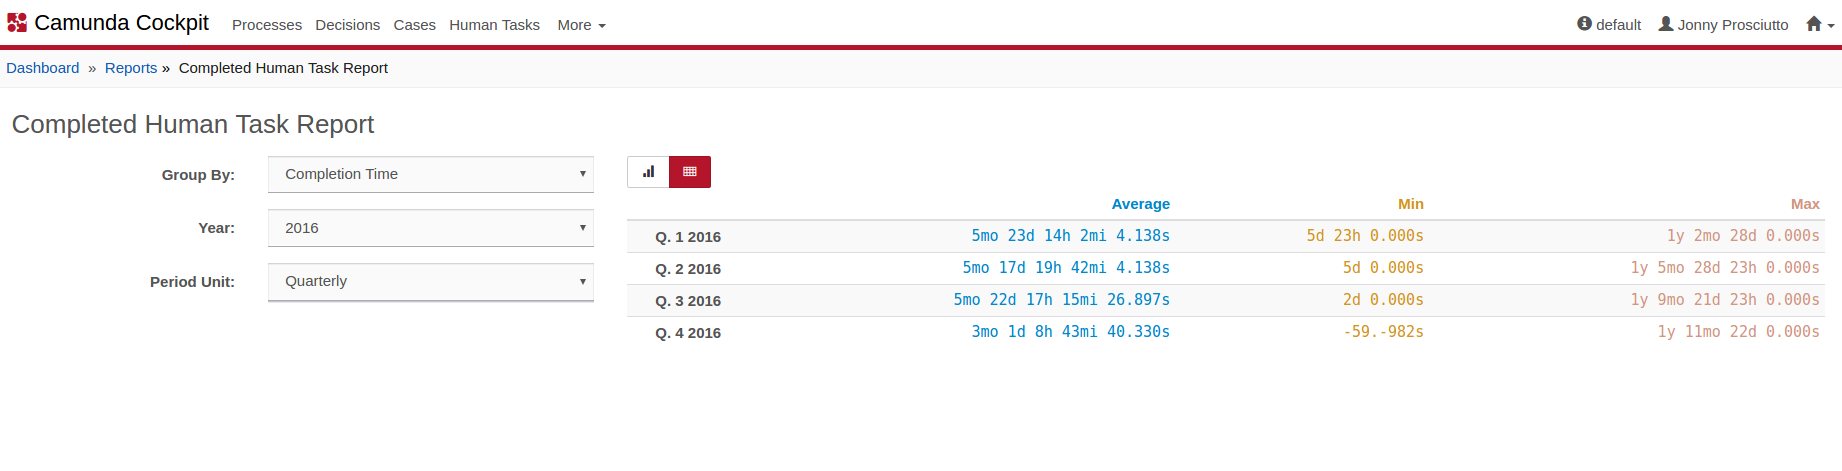 Camunda Cockpit Processes Decisions Cases Human Tasks More default Jonny Prosciutto
Dashboard » Reports » Completed Human Task Report
Completed Human Task Report
Group By: Completion Time
Year: 2016
Period Unit: Quarterly
Average Min Max
Q. 1 2016 5mo 23d 14h 2mi 4.138s 5d 23h 0.000s 1y 2mo 28d 0.000s
Q. 2 2016 5mo 17d 19h 42mi 4.138s 5d 0.000s 1y 5mo 28d 23h 0.000s
Q. 3 2016 5mo 22d 17h 15mi 26.897s 2d 0.000s 1y 9mo 21d 23h 0.000s
Q. 4 2016 3mo 1d 8h 43mi 40.330s -59.-982s 1y 11mo 22d 0.000s